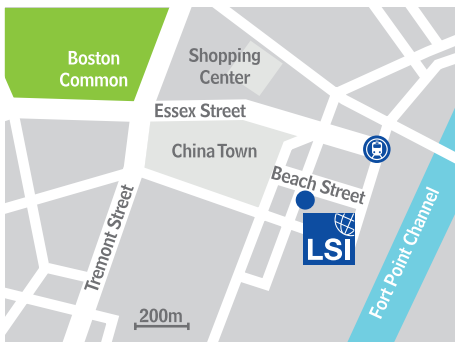 Boston
Common
Shopping
Center
Essex Street
China Town
Beach Street
LSI
Tremont Street
Fort Point Channel
200m